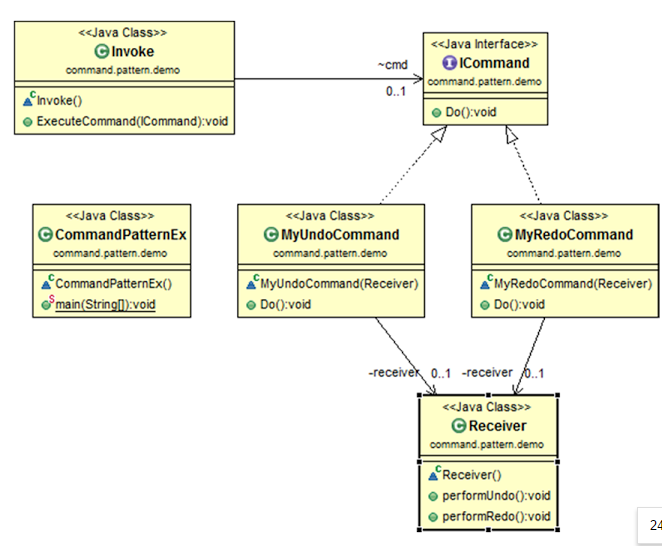 <<Java Class>>
Invoke
command.pattern.demo
Invoke()
ExecuteCommand(ICommand):void
~cmd
0..1
<<Java Interface>>
ICommand
command.pattern.demo
Do():void
<<Java Class>>
CommandPatternEx
command.pattern.demo
CommandPatternEx()
main(String[]):void
<<Java Class>>
MyUndoCommand
command.pattern.demo
MyUndoCommand(Receiver)
Do():void
<<Java Class>>
MyRedoCommand
command.pattern.demo
MyRedoCommand(Receiver)
Do():void
-receiver 0..1
-receiver 0..1
<<Java Class>>
Receiver
command.pattern.demo
Receiver()
performUndo():void
performRedo():void
24